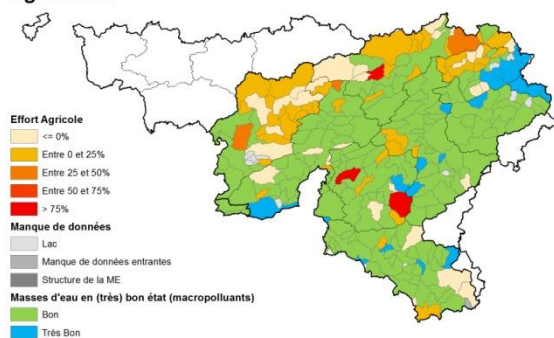 Effort Agricole
<= 0%
Entre 0 et 25%
Entre 25 et 50%
Entre 50 et 75%
> 75%
Manque de données
Lac
Manque de données entrantes
Structure de la ME
Masses d'eau en (très) bon état (macropolluants)
Bon
Très Bon